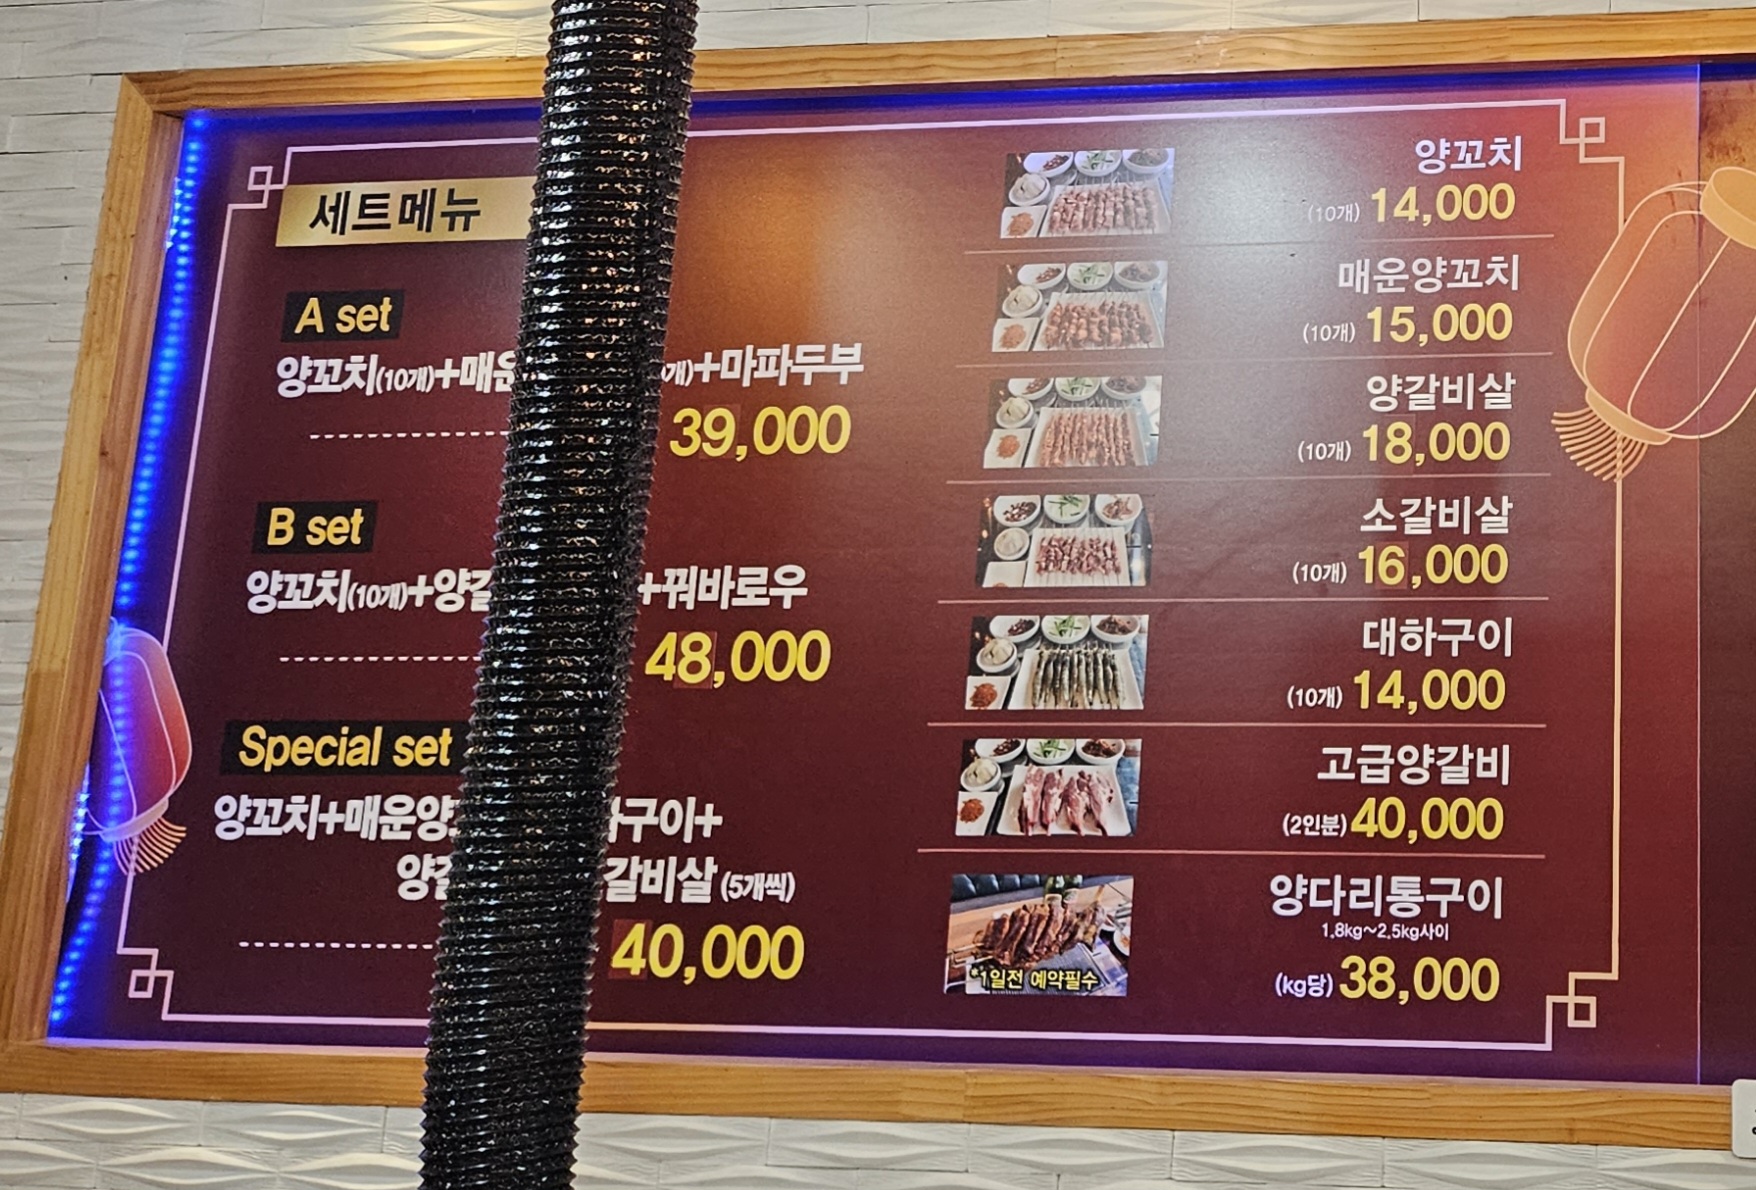 세트메뉴
A set
양꼬치(10개)+매운 개)+마파두부
39,000
B set
양꼬치(10개)+양갈 +꿔바로우
48,000
Special set
양꼬치+매운양 구이+
갈비살(5개씩)
40,000
양꼬치
(10개) 14,000
매운양꼬치
(10개) 15,000
양갈비살
(10개) 18,000
소갈비살
(10개) 16,000
대하구이
(10개) 14,000
고급양갈비
(2인분) 40,000
양다리통구이
1.8kg~2.5kg사이
*1일전 예약필수
(kg당) 38,000